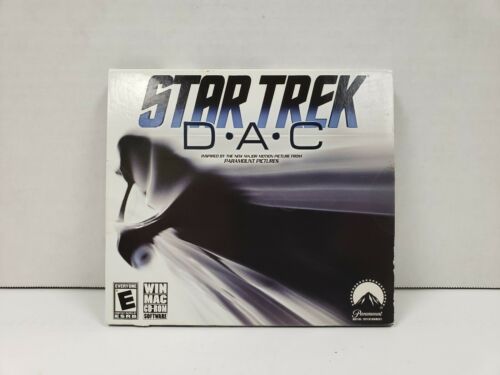 STAR TREK
D·A·C
INSPIRED BY THE NEW MAJOR MOTION PICTURE FROM
PARAMOUNT PICTURES
EVERYONE
E
ESRB
WIN
MAC
CD-ROM
SOFTWARE
Paramount